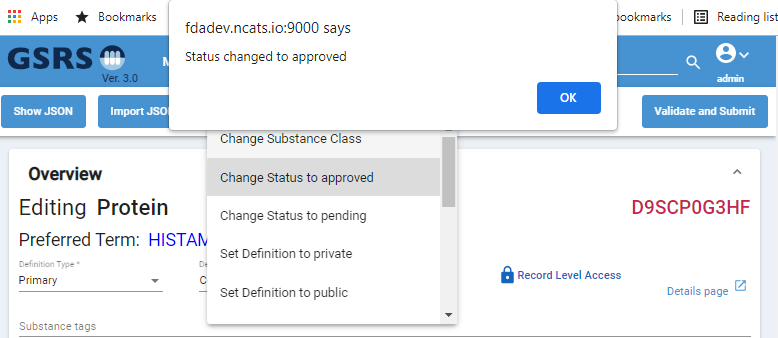 Apps
fdadev.ncats.io:9000 says
Status changed to approved
OK
Bookmarks
Reading list
GSRS
Ver. 3.0
M
admin
Show JSON
Import JSO
Validate and Submit
Change Substance Class
Change Status to approved
Change Status to pending
Set Definition to private
Set Definition to public
Overview
Editing Protein
D9SCP0G3HF
Preferred Term: HISTAM
Definition Type *
De
Primary
C
Record Level Access
Details page
Substance tags